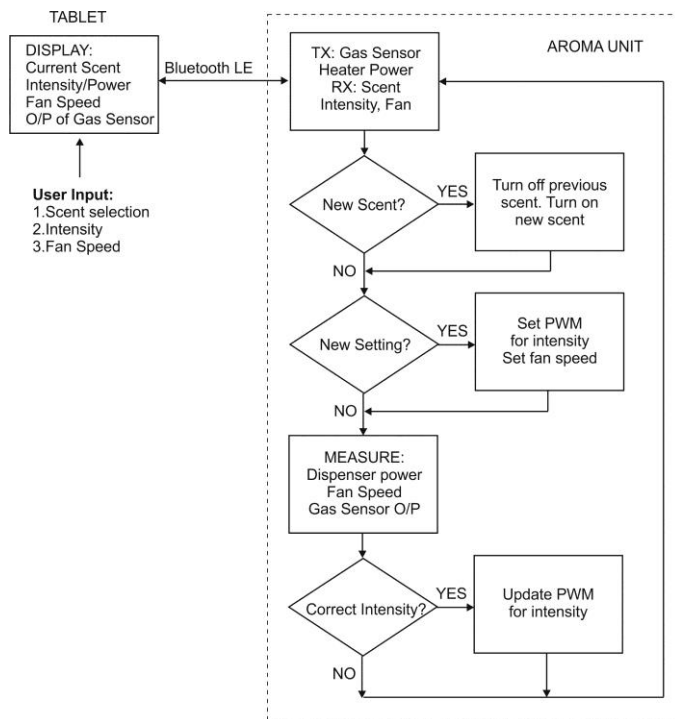 TABLET
DISPLAY:
Current Scent
Intensity/Power
Fan Speed
O/P of Gas Sensor
Bluetooth LE
User Input:
1.Scent selection
2.Intensity
3.Fan Speed
AROMA UNIT
TX: Gas Sensor
Heater Power
RX: Scent
Intensity, Fan
New Scent?
YES
Turn off previous
scent. Turn on
new scent
NO
New Setting?
YES
Set PWM
for intensity
Set fan speed
NO
MEASURE:
Dispenser power
Fan Speed
Gas Sensor O/P
Correct Intensity?
YES
Update PWM
for intensity
NO